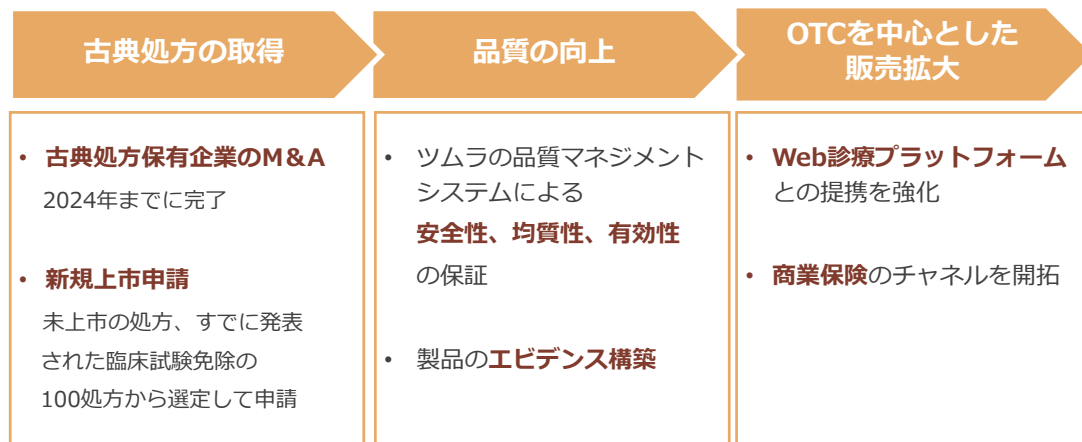 古典処方の取得
品質の向上
OTCを中心とした
販売拡大
• 古典処方保有企業のM&A
2024年までに完了
• 新規上市申請
未上市の処方、すでに発表
された臨床試験免除の
100処方から選定して申請
• ツムラの品質マネジメント
システムによる
安全性、均質性、有効性
の保証
• 製品のエビデンス構築
• Web診療プラットフォーム
との提携を強化
• 商業保険のチャネルを開拓